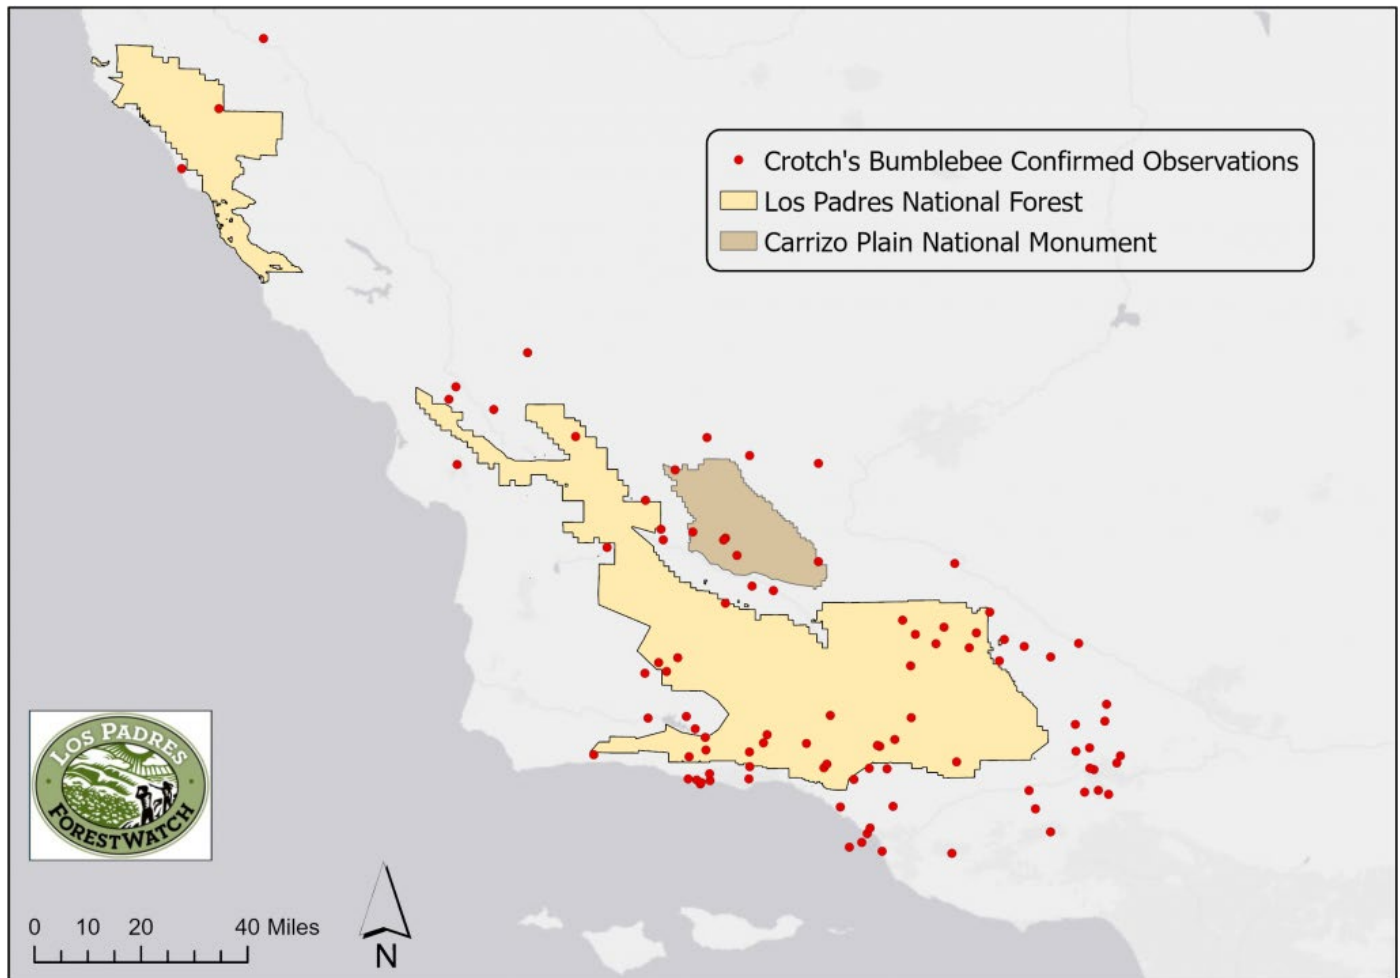 Crotch's Bumblebee Confirmed Observations
Los Padres National Forest
Carrizo Plain National Monument
LOS PADRES
FORESTWATCH
0 10 20 40 Miles
N